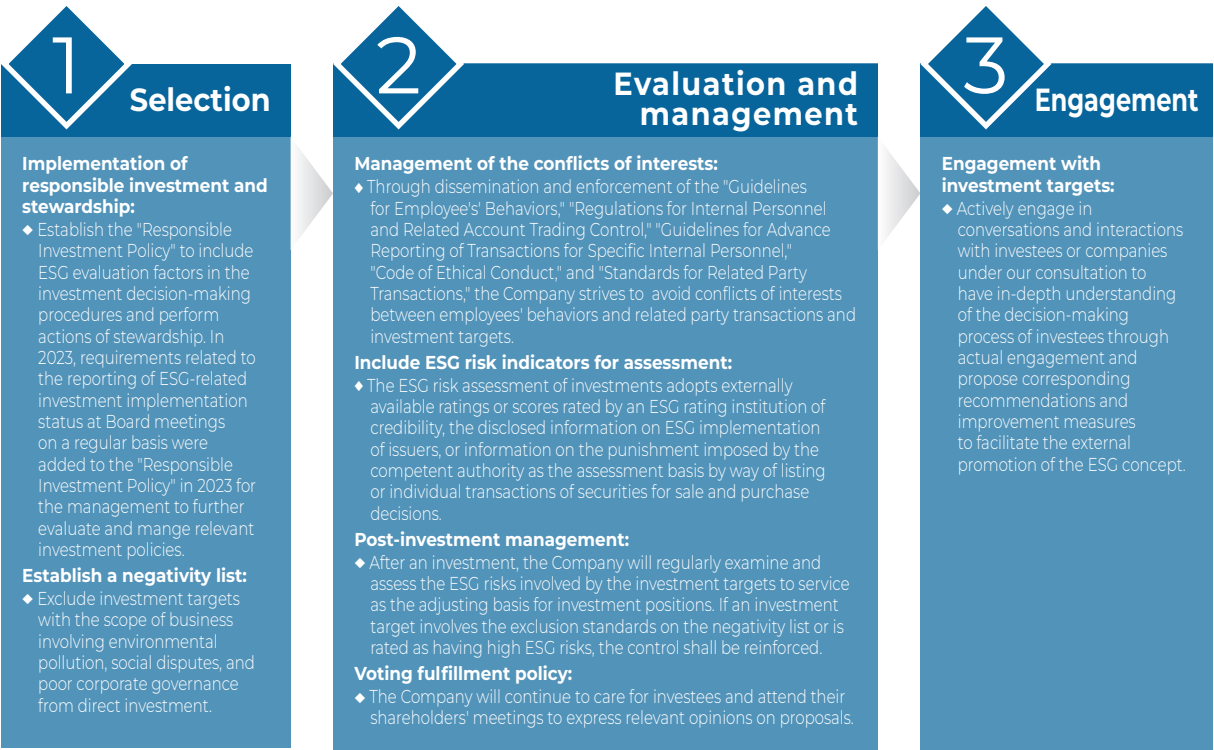 1
Selection
Implementation of
responsible investment and
stewardship:
◆ Establish the "Responsible
Investment Policy" to include
ESG evaluation factors in the
investment decision-making
procedures and perform
actions of stewardship. In
2023, requirements related to
the reporting of ESG-related
investment implementation
status at Board meetings
on a regular basis were
added to the "Responsible
Investment Policy" in 2023 for
the management to further
evaluate and mange relevant
investment policies.
Establish a negativity list:
◆ Exclude investment targets
with the scope of business
involving environmental
pollution, social disputes, and
poor corporate governance
from direct investment.
2
Evaluation and
management
Management of the conflicts of interests:
◆ Through dissemination and enforcement of the "Guidelines
for Employee's' Behaviors," "Regulations for Internal Personnel
and Related Account Trading Control," "Guidelines for Advance
Reporting of Transactions for Specific Internal Personnel,"
"Code of Ethical Conduct," and "Standards for Related Party
Transactions," the Company strives to avoid conflicts of interests
between employees' behaviors and related party transactions and
investment targets.
Include ESG risk indicators for assessment:
◆ The ESG risk assessment of investments adopts externally
available ratings or scores rated by an ESG rating institution of
credibility, the disclosed information on ESG implementation
of issuers, or information on the punishment imposed by the
competent authority as the assessment basis by way of listing
or individual transactions of securities for sale and purchase
decisions.
Post-investment management:
◆ After an investment, the Company will regularly examine and
assess the ESG risks involved by the investment targets to service
as the adjusting basis for investment positions. If an investment
target involves the exclusion standards on the negativity list or is
rated as having high ESG risks, the control shall be reinforced.
Voting fulfillment policy:
◆ The Company will continue to care for investees and attend their
shareholders' meetings to express relevant opinions on proposals.
3
Engagement
Engagement with
investment targets:
◆ Actively engage in
conversations and interactions
with investees or companies
under our consultation to
have in-depth understanding
of the decision-making
process of investees through
actual engagement and
propose corresponding
recommendations and
improvement measures
to facilitate the external
promotion of the ESG concept.